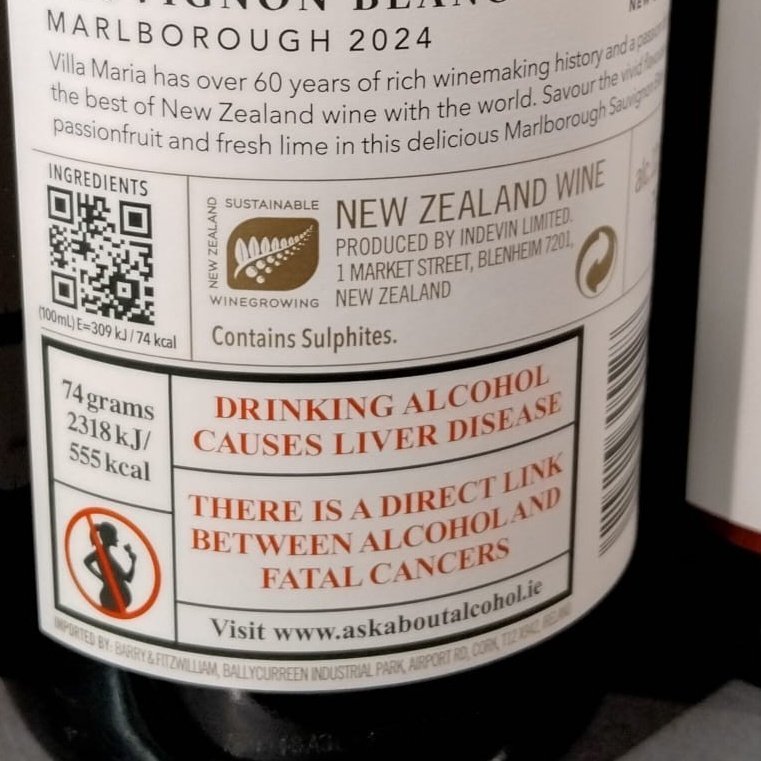 BLANC
MARLBOROUGH 2024
Villa Maria has over 60 years of rich winemaking history and a
the best of New Zealand wine with the world. Savour the vivid
passionfruit and fresh lime in this delicious Marlborough Sauvignon
INGREDIENTS
(100mL) E=309 kJ / 74 kcal
NEW ZEALAND
SUSTAINABLE
WINEGROWING
NEW ZEALAND WINE
PRODUCED BY INDEVIN LIMITED.
1 MARKET STREET, BLENHEIM 7201,
NEW ZEALAND
Contains Sulphites.
alc.
74 grams
2318 kJ/
555 kcal
DRINKING ALCOHOL
CAUSES LIVER DISEASE
THERE IS A DIRECT LINK
BETWEEN ALCOHOL AND
FATAL CANCERS
Visit www.askaboutalcohol.ie
IMPORTED BY: BARRY & FITZWILLIAM, BALLYCURREEN INDUSTRIAL PARK, AIRPORT RD, CORK,